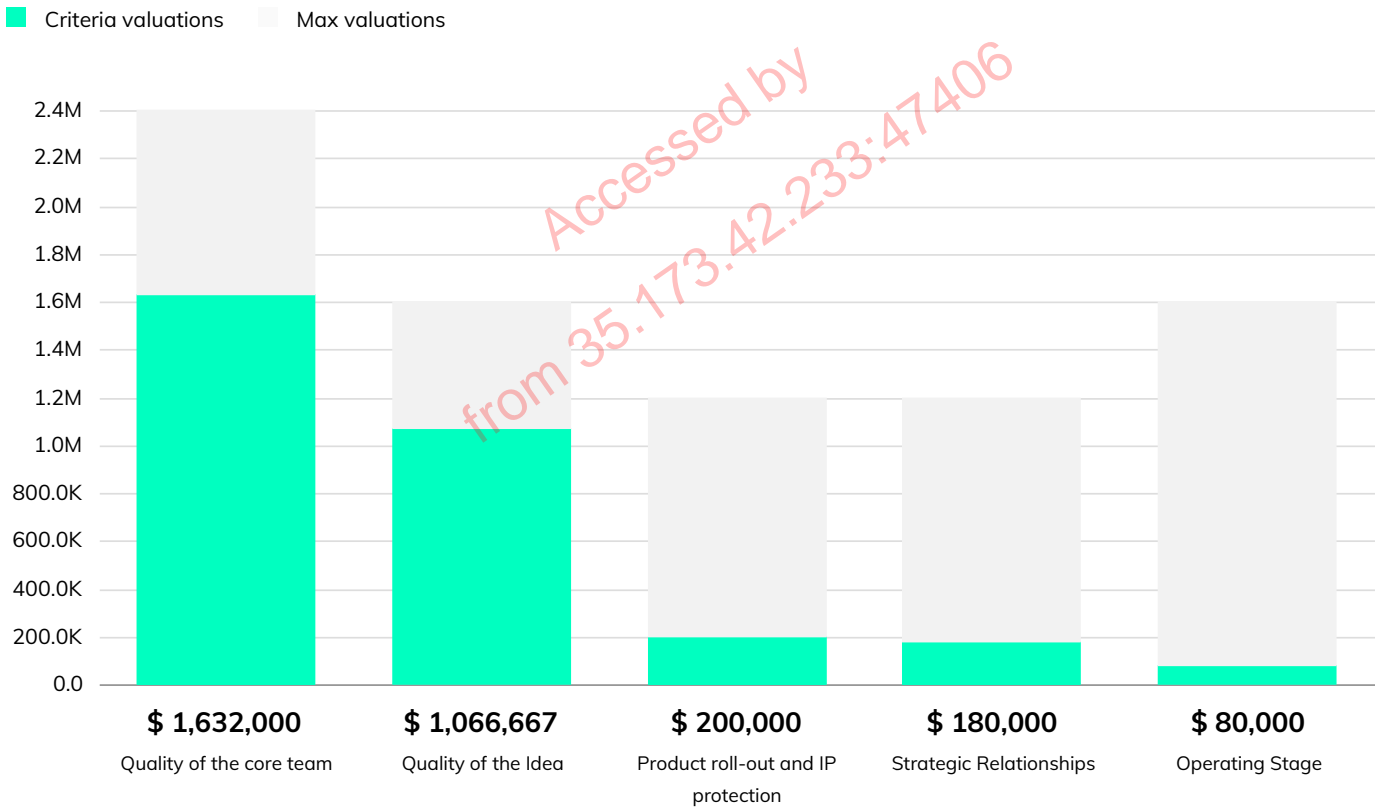 Criteria valuations Max valuations
Accessed by
from 35.173.42.233:47406
2.4M
2.2M
2.0M
1.8M
1.6M
1.4M
1.2M
1.0M
800.0K
600.0K
400.0K
200.0K
0.0
$ 1,632,000 $ 1,066,667 $ 200,000 $ 180,000 $ 80,000
Quality of the core team Quality of the Idea Product roll-out and IP Strategic Relationships Operating Stage
protection